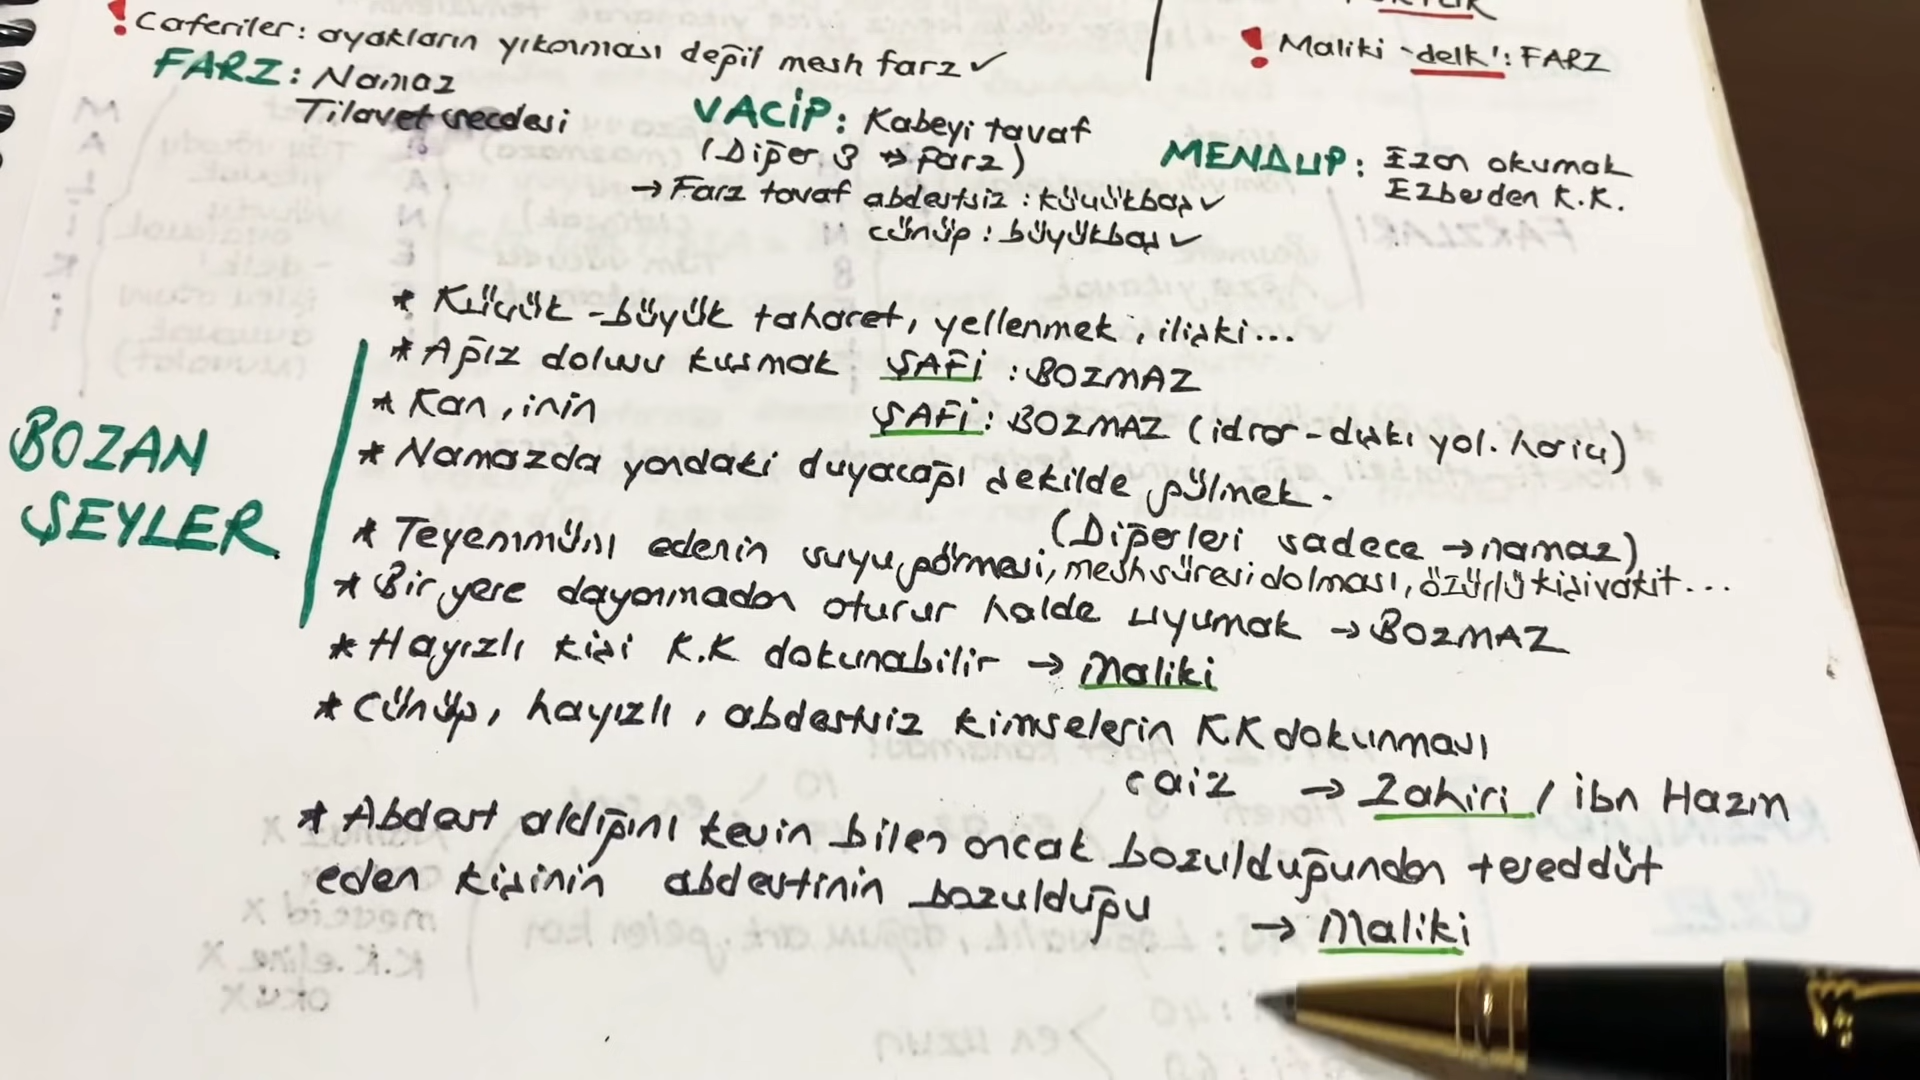 ! Caferiler: ayakların yıkanması değil mesh farz ✓
! Maliki -delk!: FARZ
FARZ: Namaz
Tilavet secdesi
VACİP: Kabeyi tavaf
(Diğer 3 → Farz)
→ Farz tavaf abdestsiz: küçükbaş ✓
cünüp: büyükbaş ✓
MENDUP: Ezan okumak
Ezberden K.K.
BOZAN
ŞEYLER
* Küçük-büyük taharet, yellenmek, ilişki...
* Ağız dolusu kusmak ŞAFİ: BOZMAZ
* Kan, irin ŞAFİ: BOZMAZ (idrar-dışkı yol. harici)
* Namazda yandaki duyacağı şekilde gülmek.
(Diğerleri sadece → namaz)
* Teyemmüm edenin suyu görmesi, mesh süresi dolması, özürlü kişi vakit...
* Bir yere dayanmadan oturur halde uyumak → BOZMAZ
* Hayızlı kişi K.K dokunabilir → Maliki
* Cünüp, hayızlı, abdestsiz kimselerin KK dokunması
caiz → Zahiri / ibn Hazm
* Abdest aldığını kesin bilen ancak bozulduğundan tereddüt
eden kişinin abdestinin bozulduğu → Maliki